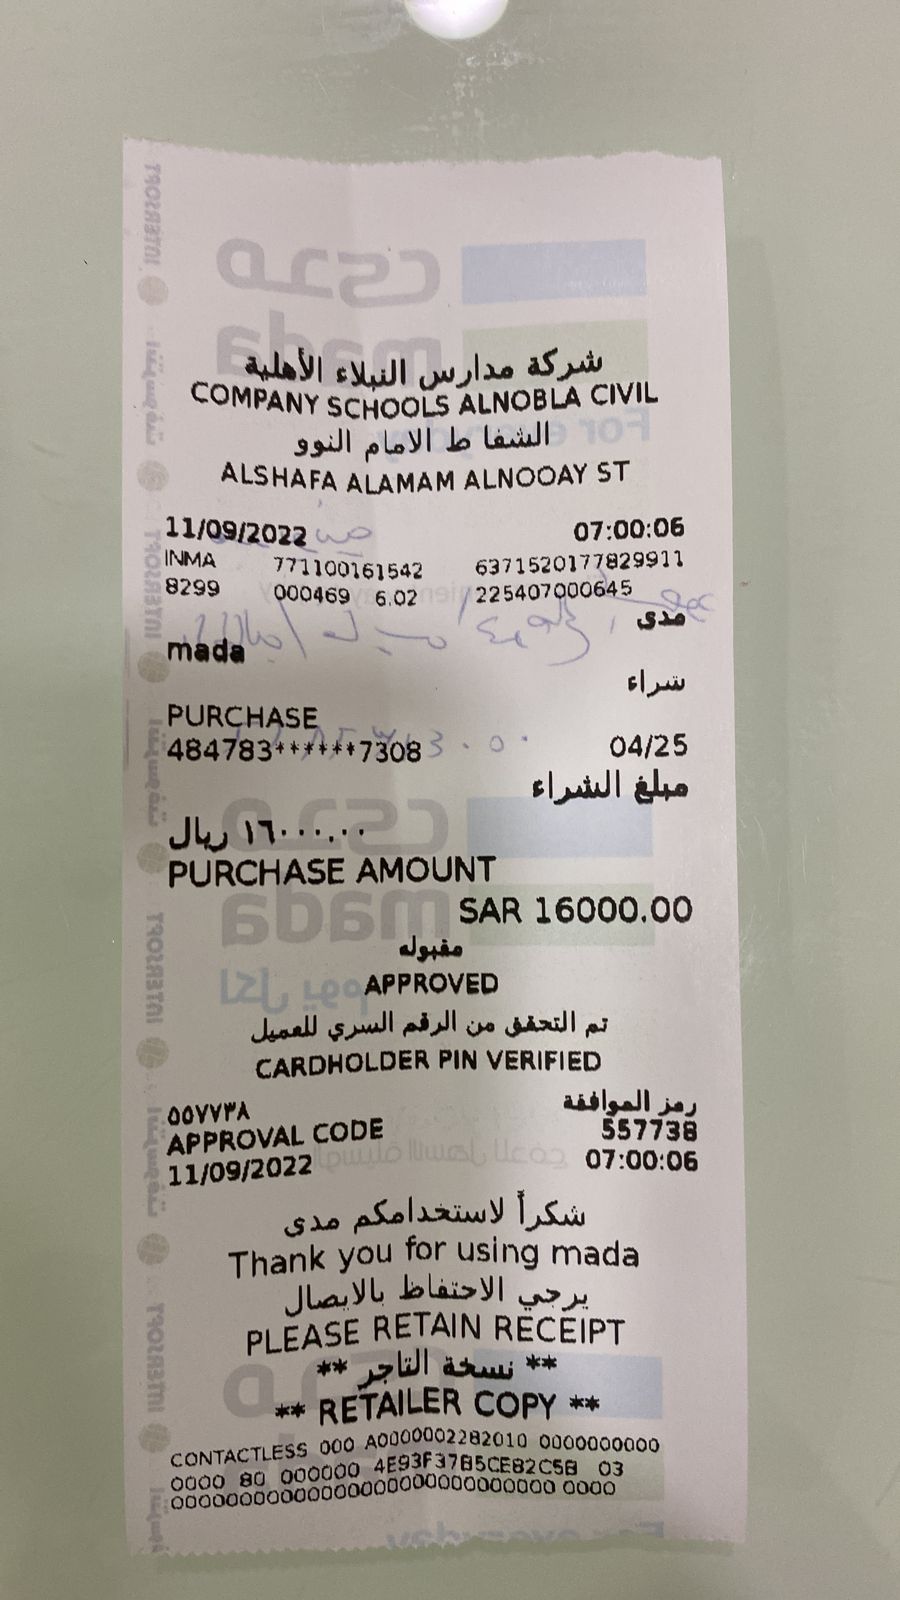 شركة مدارس النبلاء الأهلية
COMPANY SCHOOLS ALNOBLA CIVIL
الشفا ط الامام النوو
ALSHAFA ALAMAM ALNOOAY ST
11/09/2022 07:00:06
INMA 771100161542 6371520177829911
8299 000469 6.02 225407000645
مدى
mada
شراء
PURCHASE
484783******7308 04/25
مبلغ الشراء
١٦٠٠٠.٠٠ ريال
PURCHASE AMOUNT
SAR 16000.00
مقبوله
APPROVED
تم التحقق من الرقم السري للعميل
CARDHOLDER PIN VERIFIED
رمز الموافقة ٥٥٧٧٣٨
APPROVAL CODE 557738
11/09/2022 07:00:06
شكراً لاستخدامكم مدى
Thank you for using mada
يرجي الاحتفاظ بالايصال
PLEASE RETAIN RECEIPT
** نسخة التاجر **
** RETAILER COPY **
CONTACTLESS 000 A0000002282010 0000000000
0000 80 000000 4E93F37B5CE82C5B 03
0000000000000000000000000000000 0000